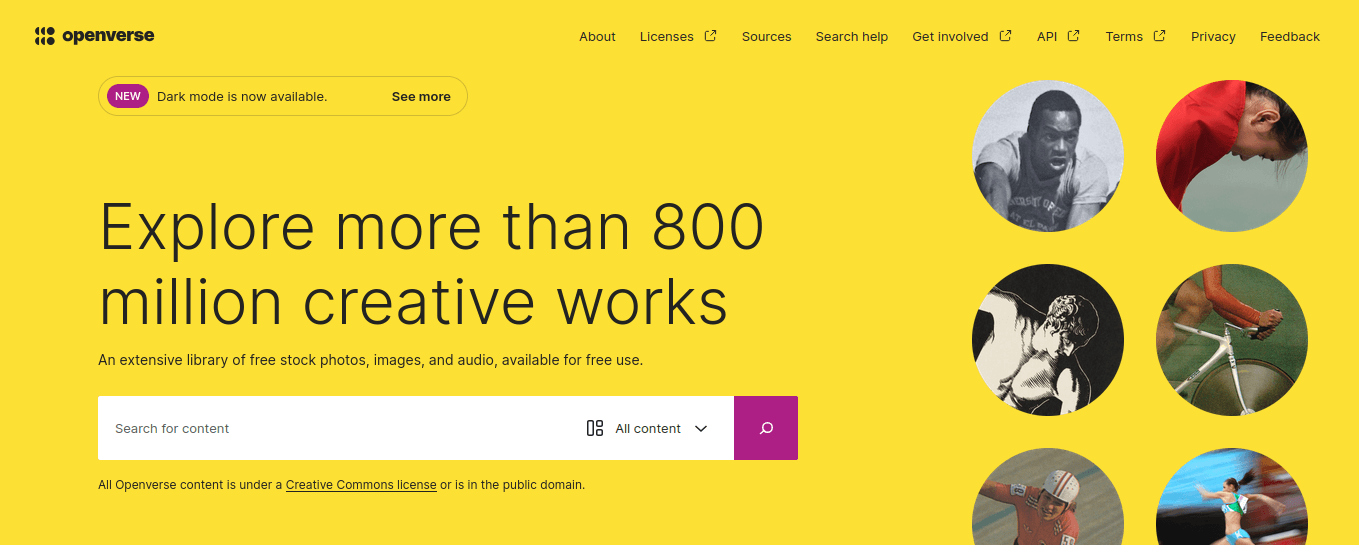 openverse
About Licenses Sources Search help Get involved API Terms Privacy Feedback
NEW Dark mode is now available. See more
Explore more than 800
million creative works
An extensive library of free stock photos, images, and audio, available for free use.
Search for content All content
All Openverse content is under a Creative Commons license or is in the public domain.